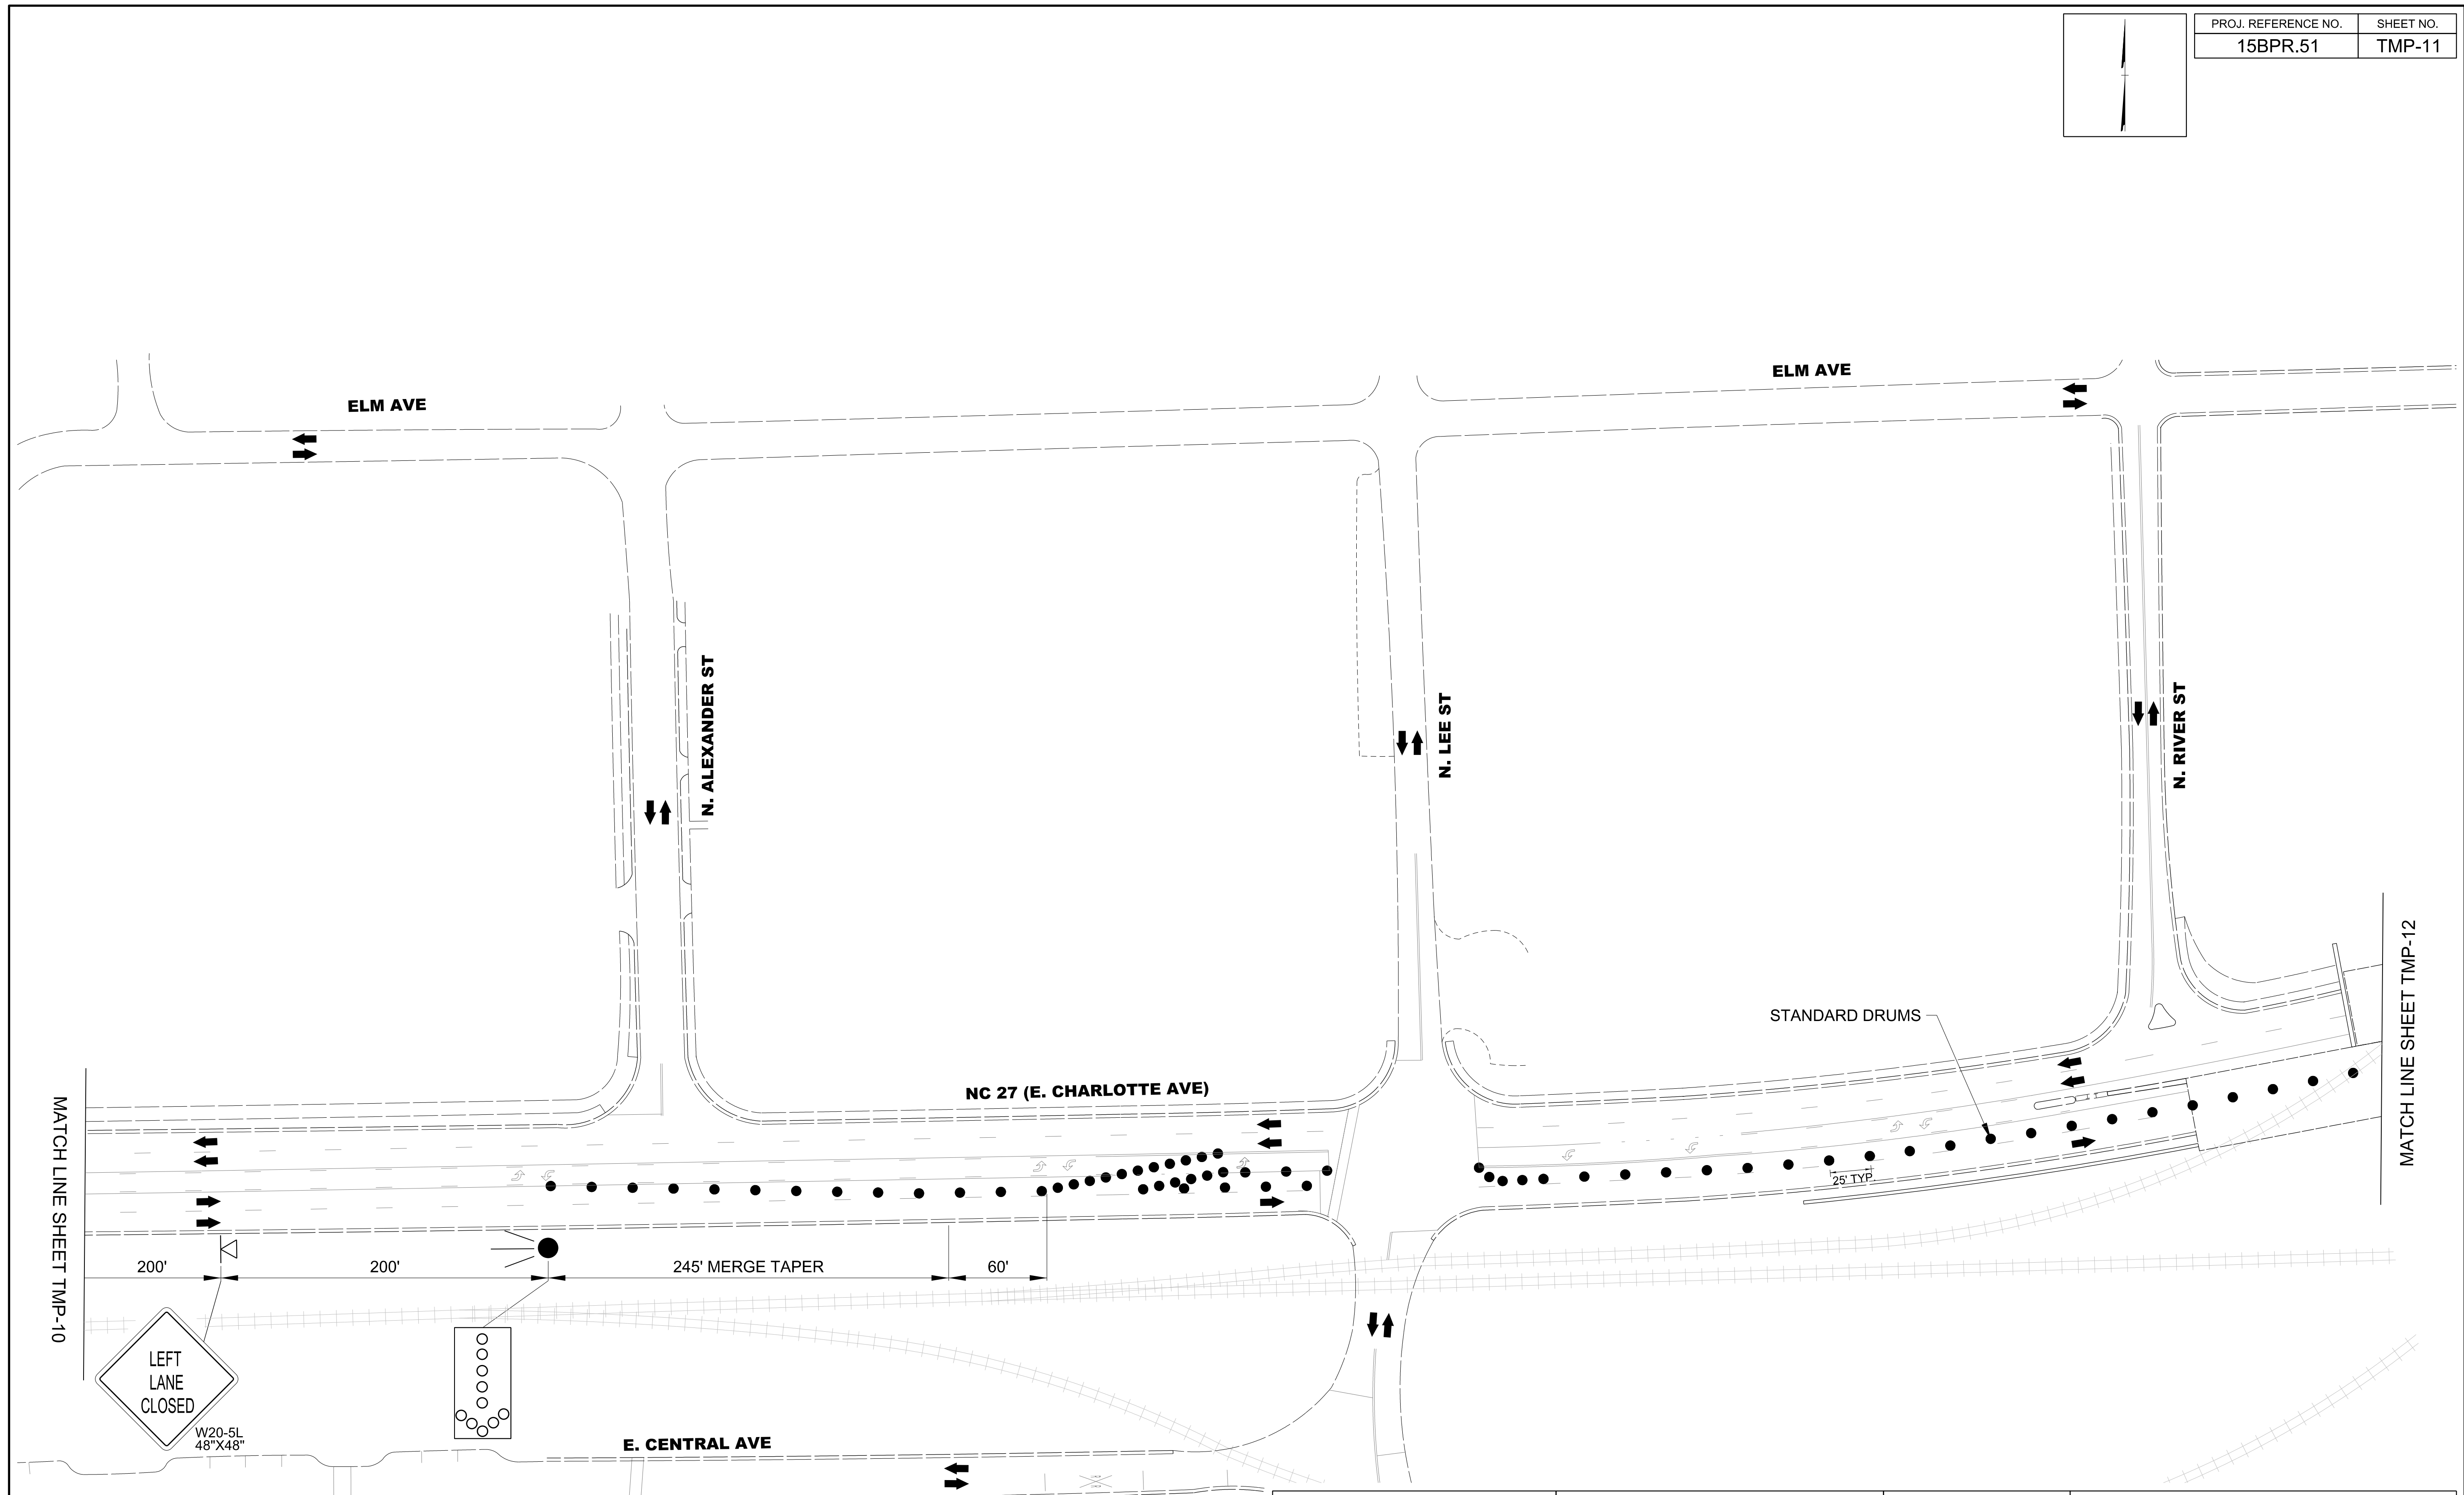 PROJ. REFERENCE NO. SHEET NO.
15BPR.51 TMP-11
ELM AVE
ELM AVE
N. ALEXANDER ST
N. LEE ST
N. RIVER ST
MATCH LINE SHEET TMP-12
STANDARD DRUMS
NC 27 (E. CHARLOTTE AVE)
MATCH LINE SHEET TMP-10
25' TYP.
200' 200' 245' MERGE TAPER 60'
LEFT
LANE
CLOSED
W20-5L
48"X48"
E. CENTRAL AVE